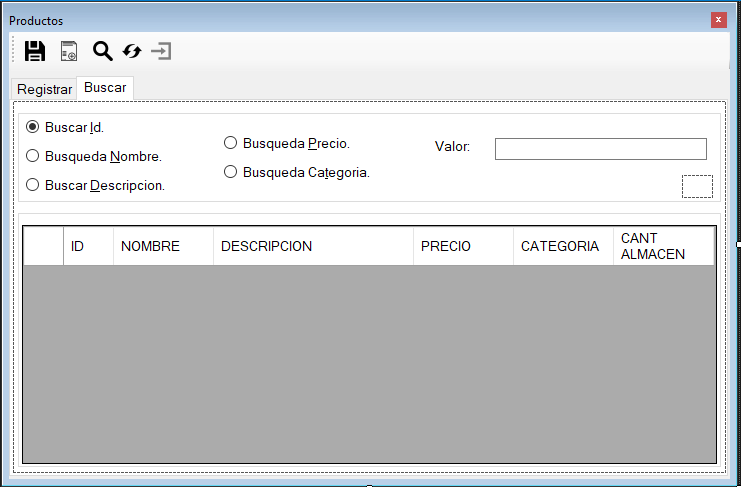 Productos
Registrar Buscar
Buscar Id.
Busqueda Nombre.
Buscar Descripcion.
Busqueda Precio.
Busqueda Categoria.
Valor:
ID NOMBRE DESCRIPCION PRECIO CATEGORIA CANT
ALMACEN